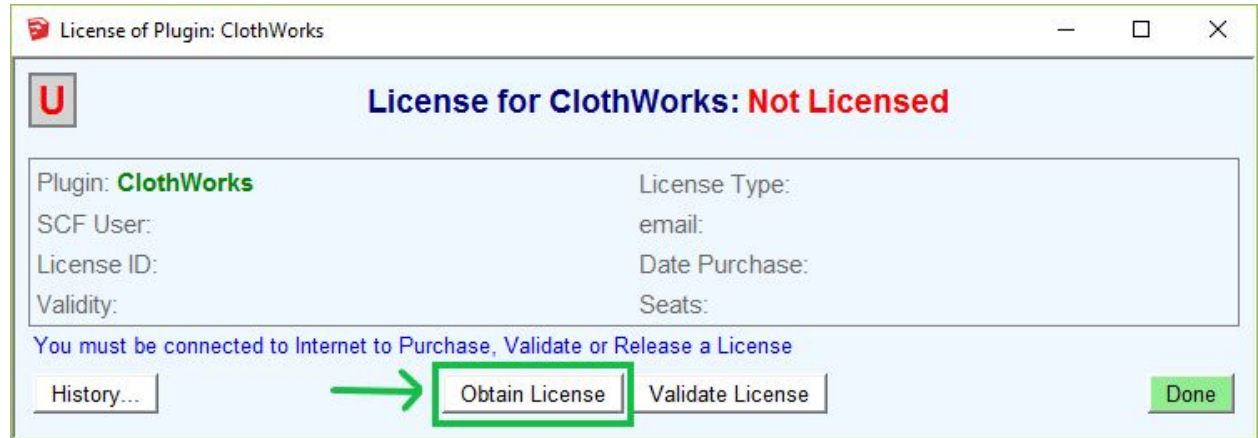 License of Plugin: ClothWorks
U
License for ClothWorks: Not Licensed
Plugin: ClothWorks License Type:
SCF User: email:
License ID: Date Purchase:
Validity: Seats:
You must be connected to Internet to Purchase, Validate or Release a License
History... Obtain License Validate License Done